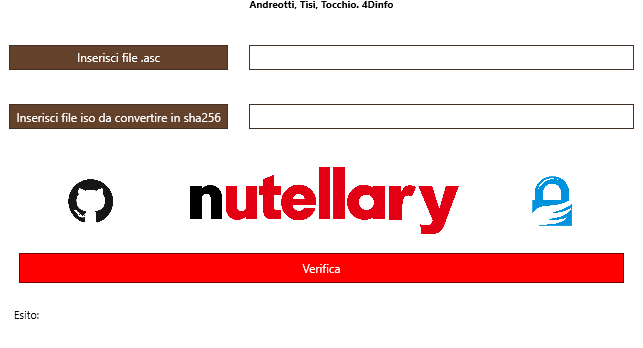 Andreotti, Tisi, Tocchio. 4Dinfo
Inserisci file .asc
Inserisci file iso da convertire in sha256
nutellary
Verifica
Esito: